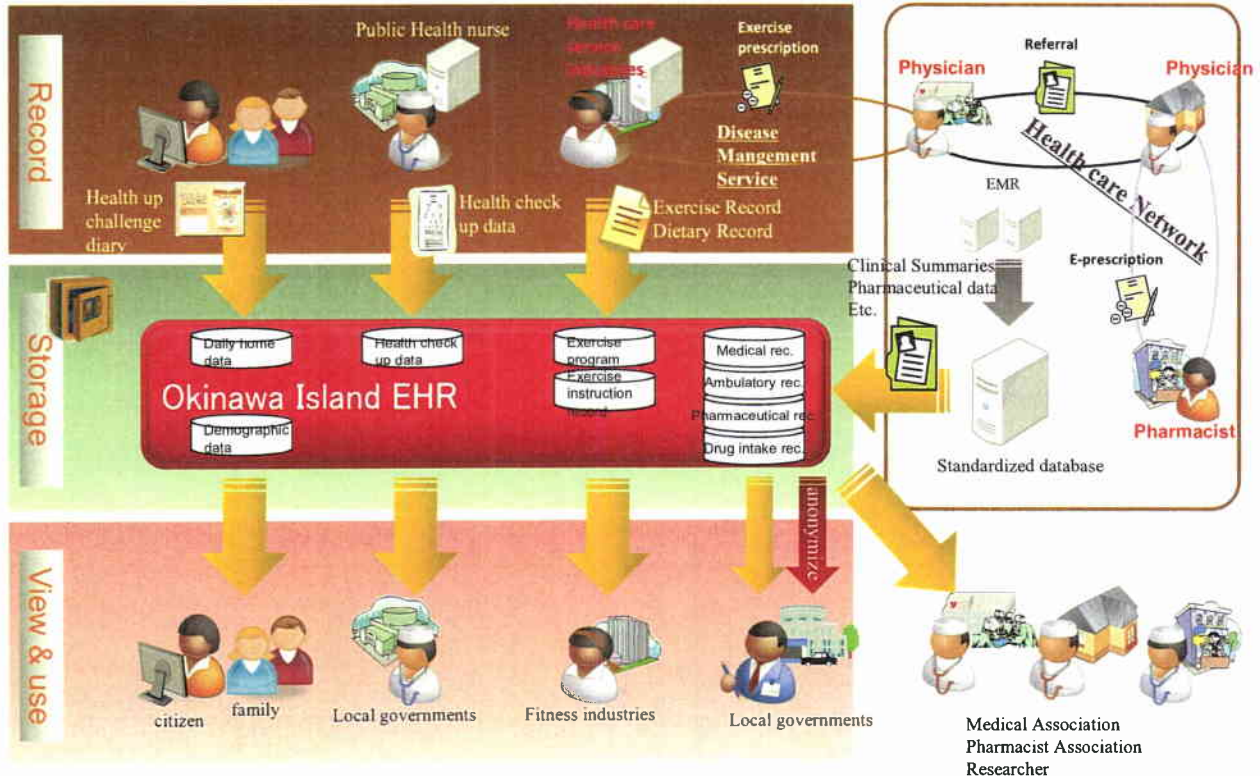 Record
Public Health nurse
Health care
service
industries
Exercise
prescription
Disease
Mangement
Service
Health up
challenge
diary
Health check
up data
Exercise Record
Dietary Record
Referral
Physician
Physician
Health care Network
EMR
E-prescription
Clinical Summaries
Pharmaceutical data
Etc.
Pharmacist
Standardized database
Storage
Okinawa Island EHR
Daily home
data
Demographic
data
Health check
up data
Exercise
program
Exercise
instruction
record
Medical rec.
Ambulatory rec.
Pharmaceutical rec.
Drug intake rec.
anonymize
View & use
citizen
family
Local governments
Fitness industries
Local governments
Medical Association
Pharmacist Association
Researcher